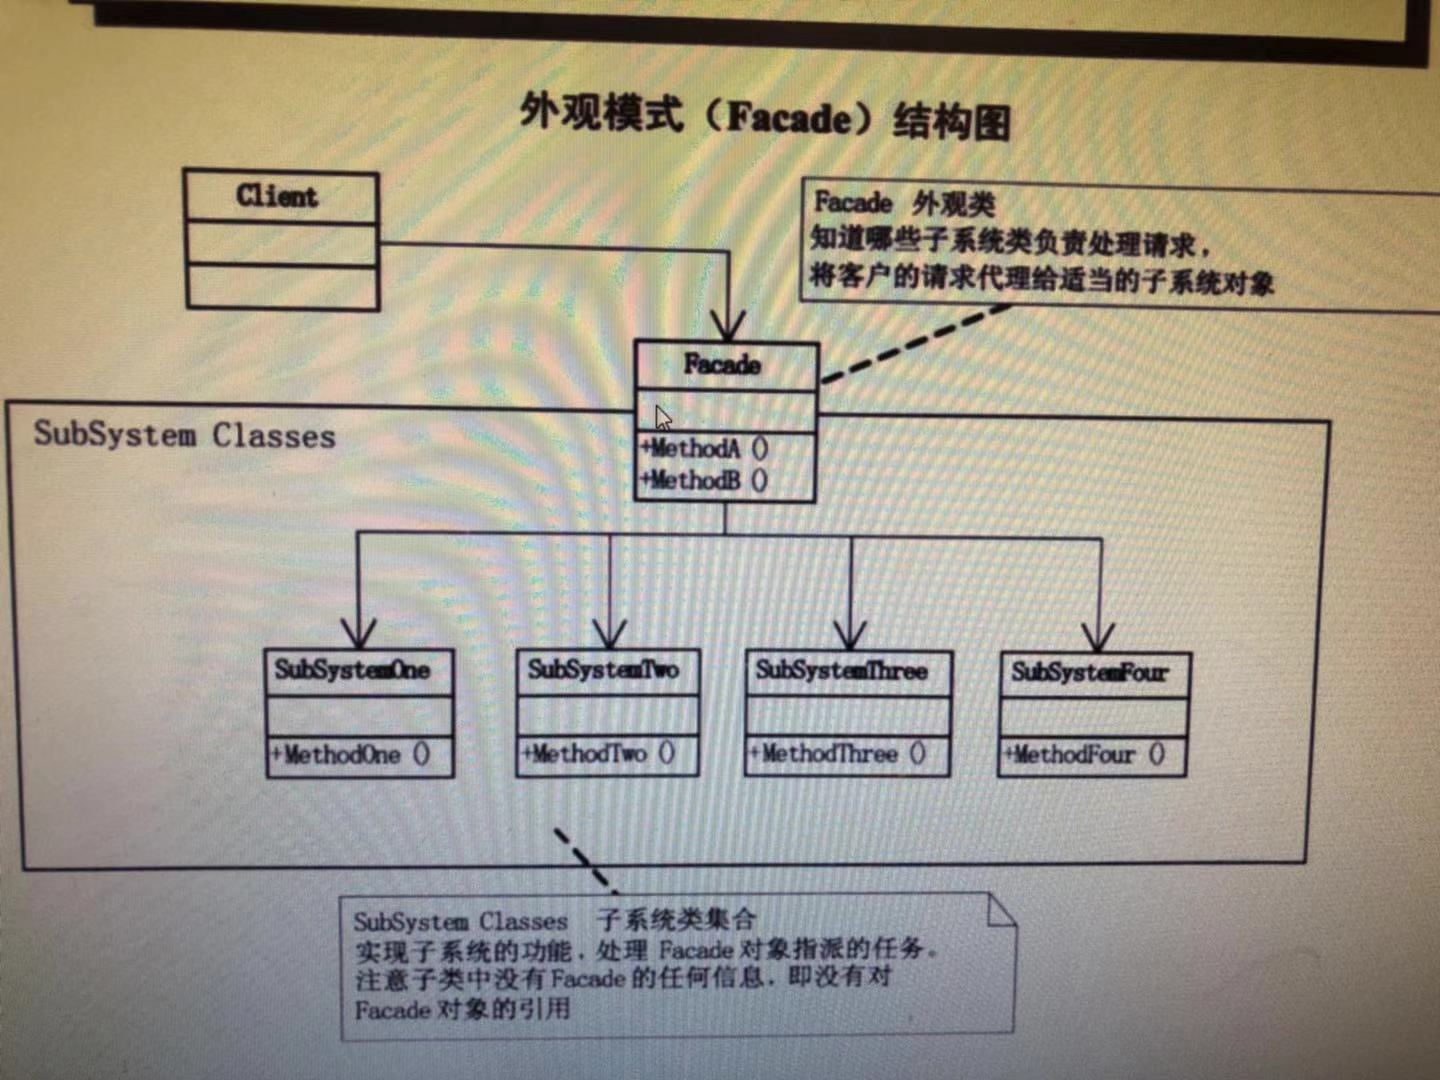 外观模式（Facade）结构图
Client
Facade 外观类
知道哪些子系统类负责处理请求，
将客户的请求代理给适当的子系统对象
Facade
+MethodA ()
+MethodB ()
SubSystem Classes
SubSystemOne
+MethodOne ()
SubSystemTwo
+MethodTwo ()
SubSystemThree
+MethodThree ()
SubSystemFour
+MethodFour ()
SubSystem Classes 子系统类集合
实现子系统的功能，处理 Facade 对象指派的任务。
注意子类中没有 Facade 的任何信息，即没有对
Facade 对象的引用